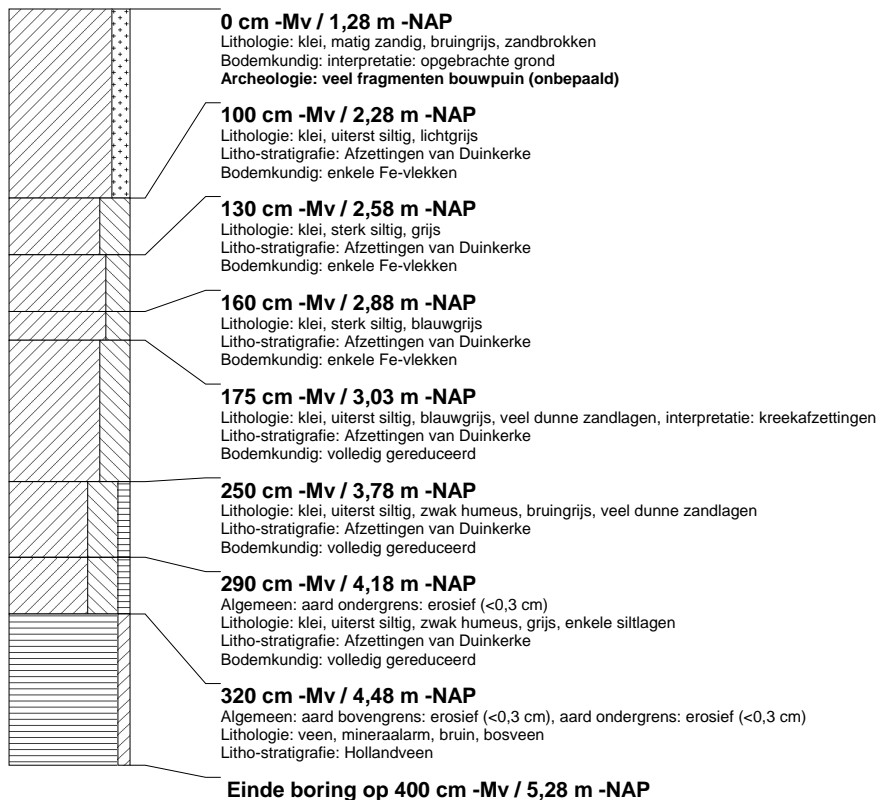 0 cm -Mv / 1,28 m -NAP
Lithologie: klei, matig zandig, bruingrijs, zandbrokken
Bodemkundig: interpretatie: opgebrachte grond
Archeologie: veel fragmenten bouwpuin (onbepaald)
100 cm -Mv / 2,28 m -NAP
Lithologie: klei, uiterst siltig, lichtgrijs
Litho-stratigrafie: Afzettingen van Duinkerke
Bodemkundig: enkele Fe-vlekken
130 cm -Mv / 2,58 m -NAP
Lithologie: klei, sterk siltig, grijs
Litho-stratigrafie: Afzettingen van Duinkerke
Bodemkundig: enkele Fe-vlekken
160 cm -Mv / 2,88 m -NAP
Lithologie: klei, sterk siltig, blauwgrijs
Litho-stratigrafie: Afzettingen van Duinkerke
Bodemkundig: enkele Fe-vlekken
175 cm -Mv / 3,03 m -NAP
Lithologie: klei, uiterst siltig, blauwgrijs, veel dunne zandlagen, interpretatie: kreekafzettingen
Litho-stratigrafie: Afzettingen van Duinkerke
Bodemkundig: volledig gereduceerd
250 cm -Mv / 3,78 m -NAP
Lithologie: klei, uiterst siltig, zwak humeus, bruingrijs, veel dunne zandlagen
Litho-stratigrafie: Afzettingen van Duinkerke
Bodemkundig: volledig gereduceerd
290 cm -Mv / 4,18 m -NAP
Algemeen: aard ondergrens: erosief (<0,3 cm)
Lithologie: klei, uiterst siltig, zwak humeus, grijs, enkele siltlagen
Litho-stratigrafie: Afzettingen van Duinkerke
Bodemkundig: volledig gereduceerd
320 cm -Mv / 4,48 m -NAP
Algemeen: aard bovengrens: erosief (<0,3 cm), aard ondergrens: erosief (<0,3 cm)
Lithologie: veen, mineraalarm, bruin, bosveen
Litho-stratigrafie: Hollandveen
Einde boring op 400 cm -Mv / 5,28 m -NAP